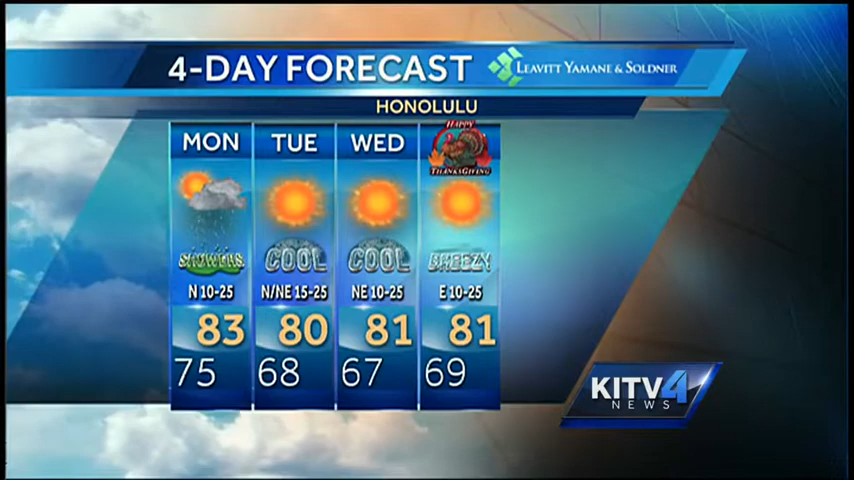 4-DAY FORECAST
LEAVITT YAMANE & SOLDNER
HONOLULU
MON TUE WED HAPPY THANKSGIVING
SHOWERS COOL COOL BREEZY
N 10-25 N/NE 15-25 NE 10-25 E 10-25
83 80 81 81
75 68 67 69
KITV4
NEWS